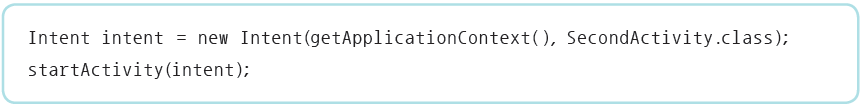 Intent intent = new Intent(getApplicationContext(), SecondActivity.class);
startActivity(intent);